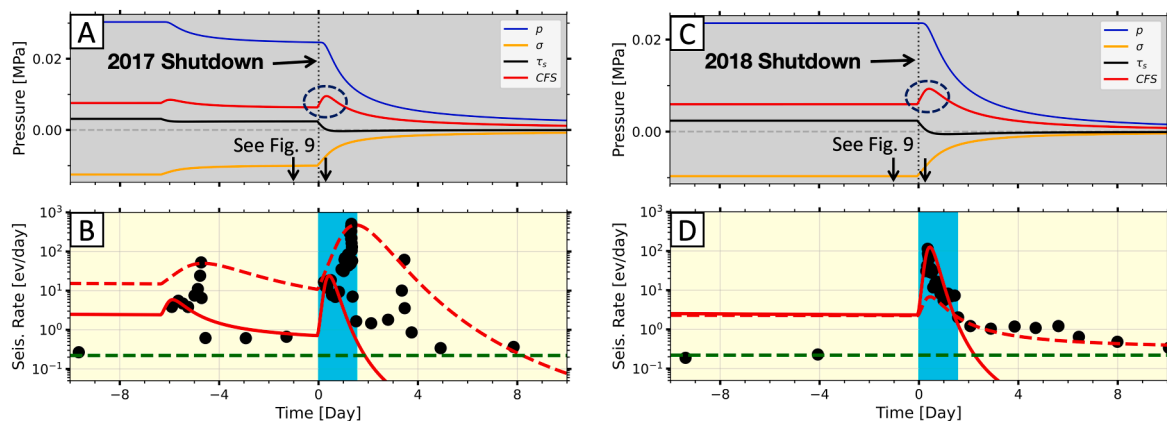 A
2017 Shutdown
p
σ
τs
CFS
Pressure [MPa]
0.02
0.00
See Fig. 9
C
2018 Shutdown
p
σ
τs
CFS
Pressure [MPa]
0.02
0.00
See Fig. 9
B
Seis. Rate [ev/day]
10³
10²
10¹
10⁰
10⁻¹
−8 −4 0 4 8
Time [Day]
D
Seis. Rate [ev/day]
10³
10²
10¹
10⁰
10⁻¹
−8 −4 0 4 8
Time [Day]